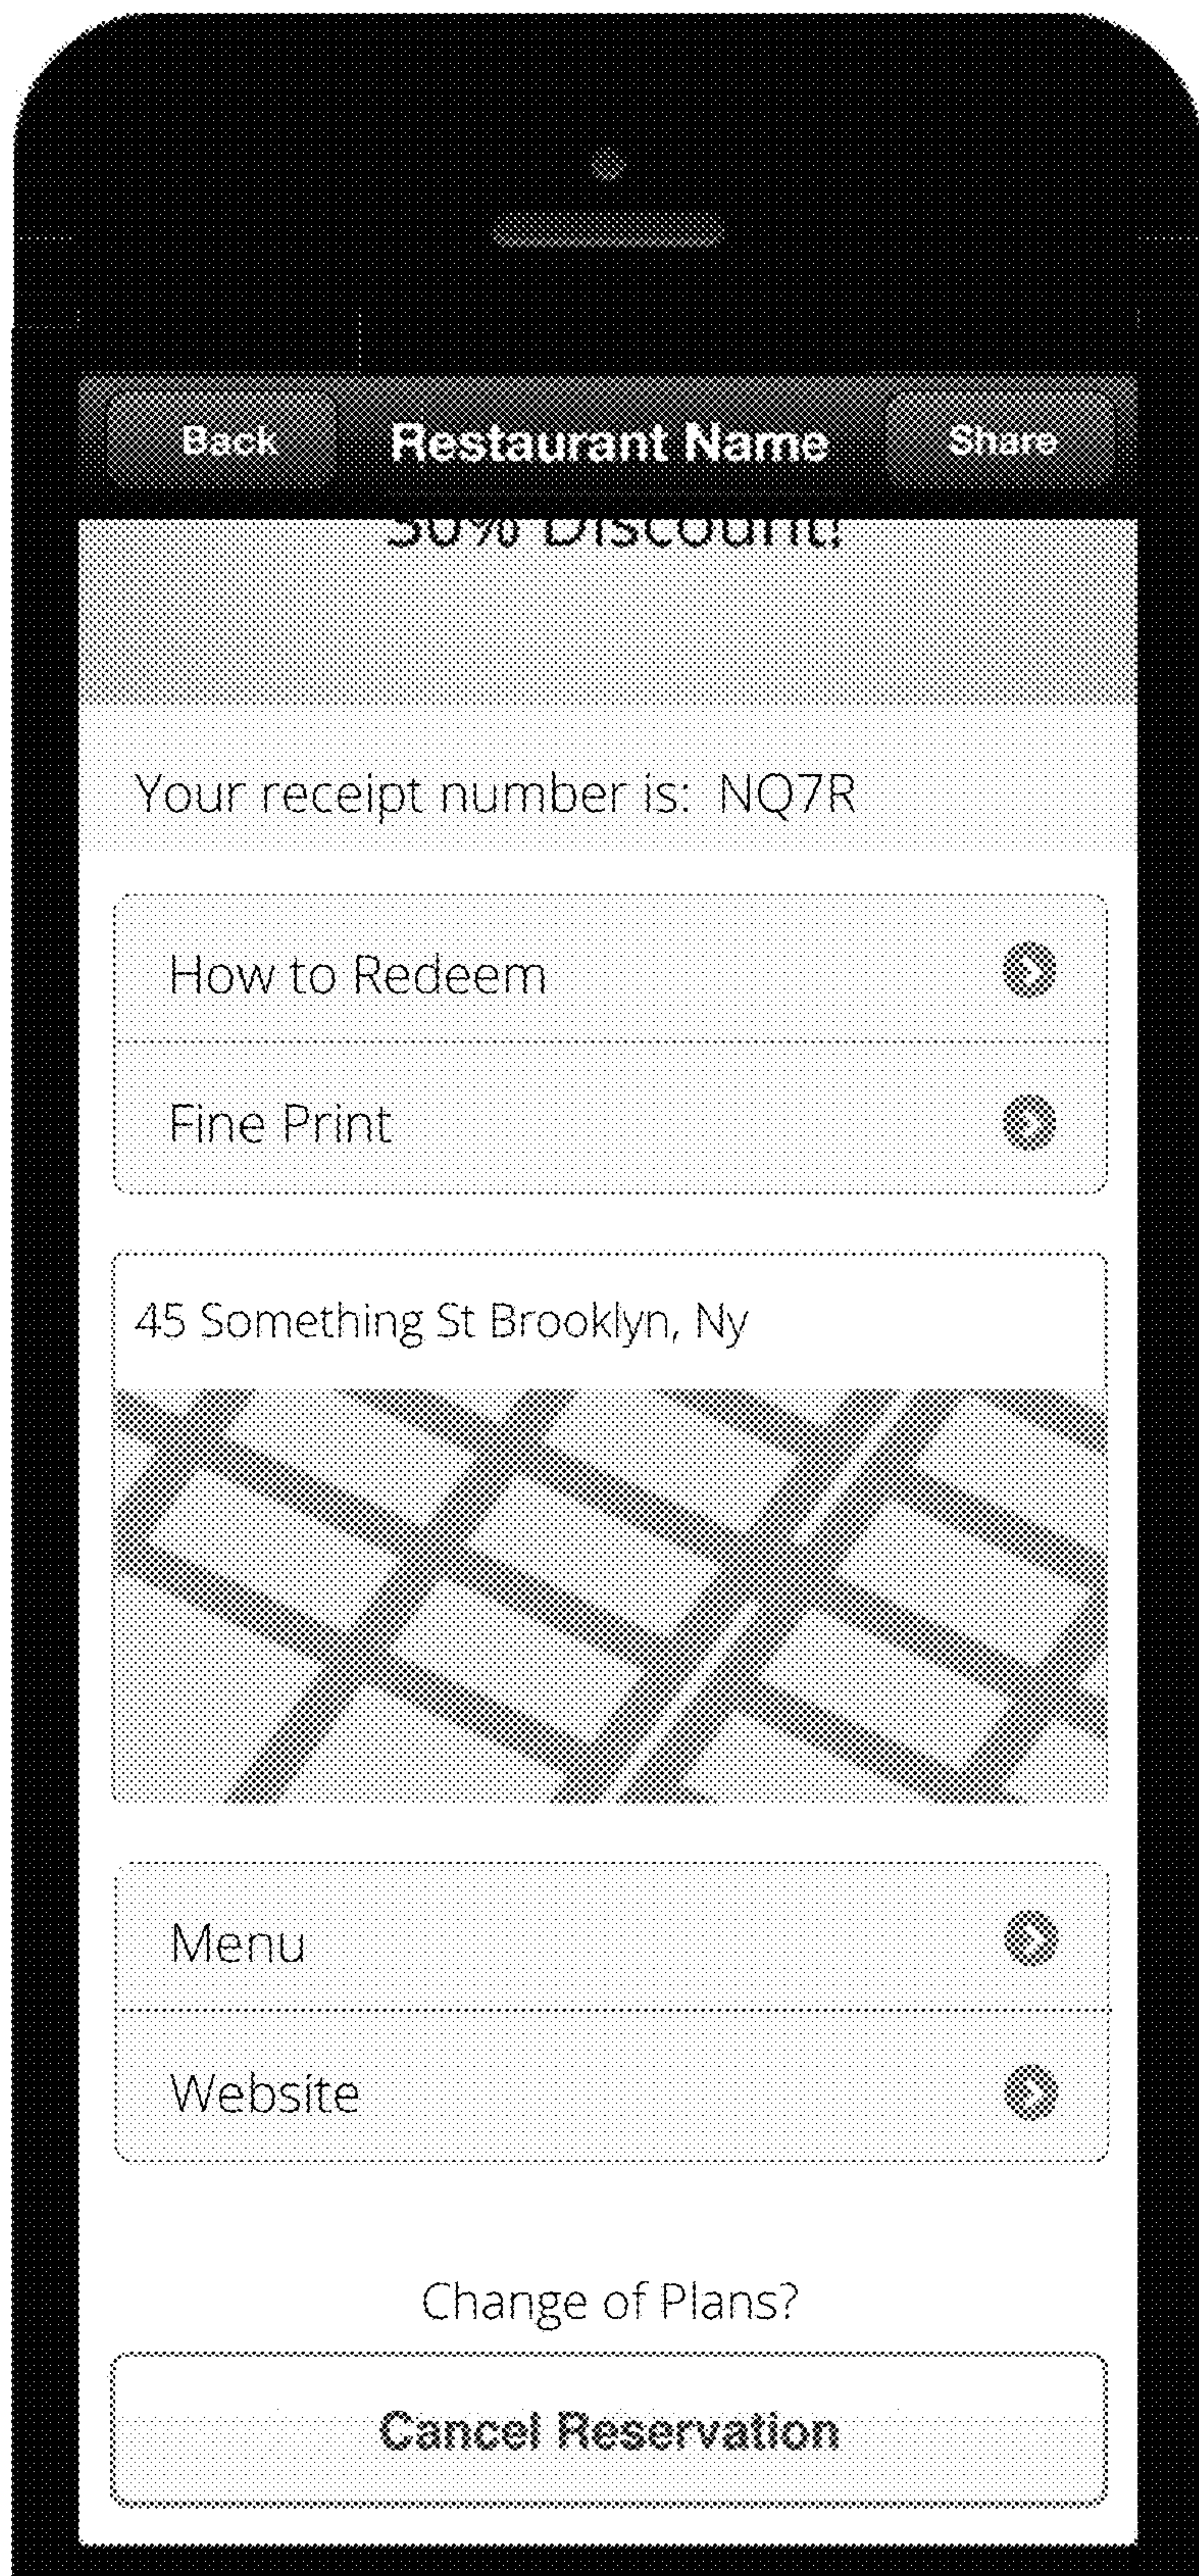 Back Restaurant Name Share
Discount!
Your receipt number is: NQ7R
How to Redeem
Fine Print
45 Something St Brooklyn, Ny
Menu
Website
Change of Plans?
Cancel Reservation